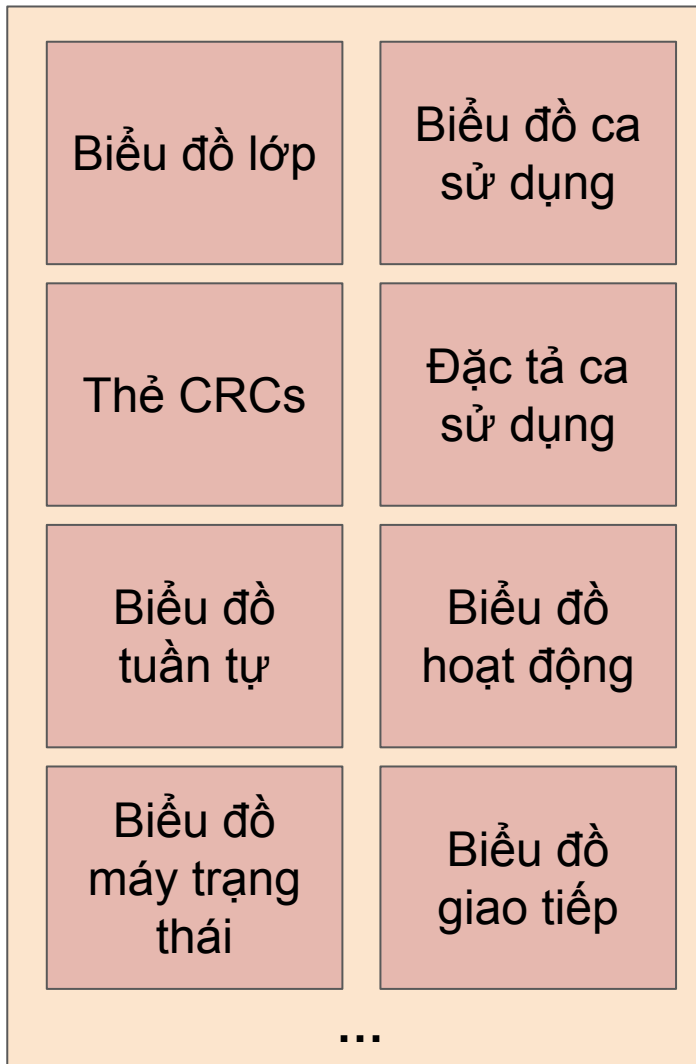 Biểu đồ lớp
Biểu đồ ca
sử dụng
Thẻ CRCs
Đặc tả ca
sử dụng
Biểu đồ
tuần tự
Biểu đồ
hoạt động
Biểu đồ
máy trạng
thái
Biểu đồ
giao tiếp
...